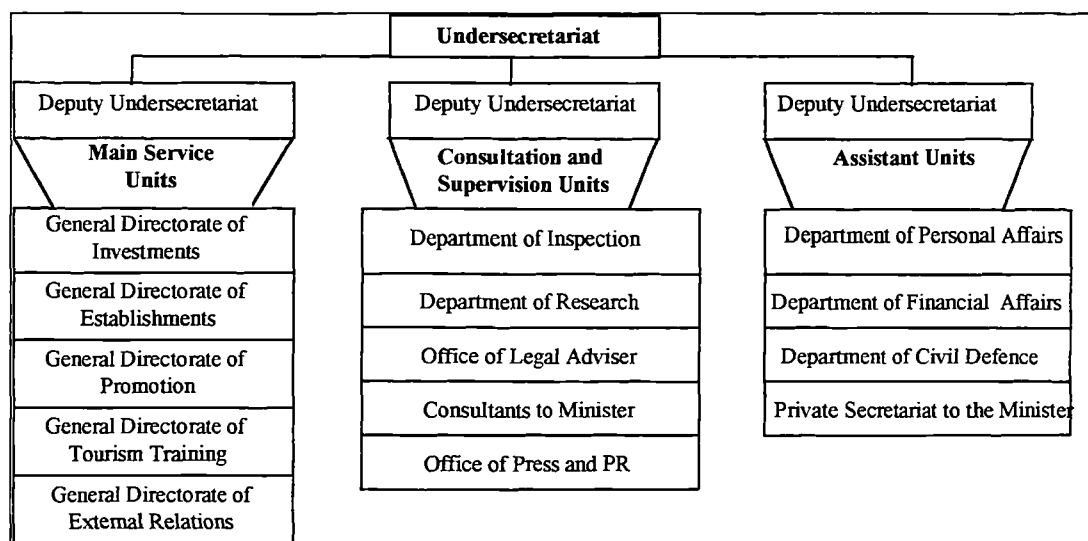 Undersecretariat
Deputy Undersecretariat
Main Service
Units
General Directorate of
Investments
General Directorate of
Establishments
General Directorate of
Promotion
General Directorate of
Tourism Training
General Directorate of
External Relations
Deputy Undersecretariat
Consultation and
Supervision Units
Department of Inspection
Department of Research
Office of Legal Adviser
Consultants to Minister
Office of Press and PR
Deputy Undersecretariat
Assistant Units
Department of Personal Affairs
Department of Financial Affairs
Department of Civil Defence
Private Secretariat to the Minister